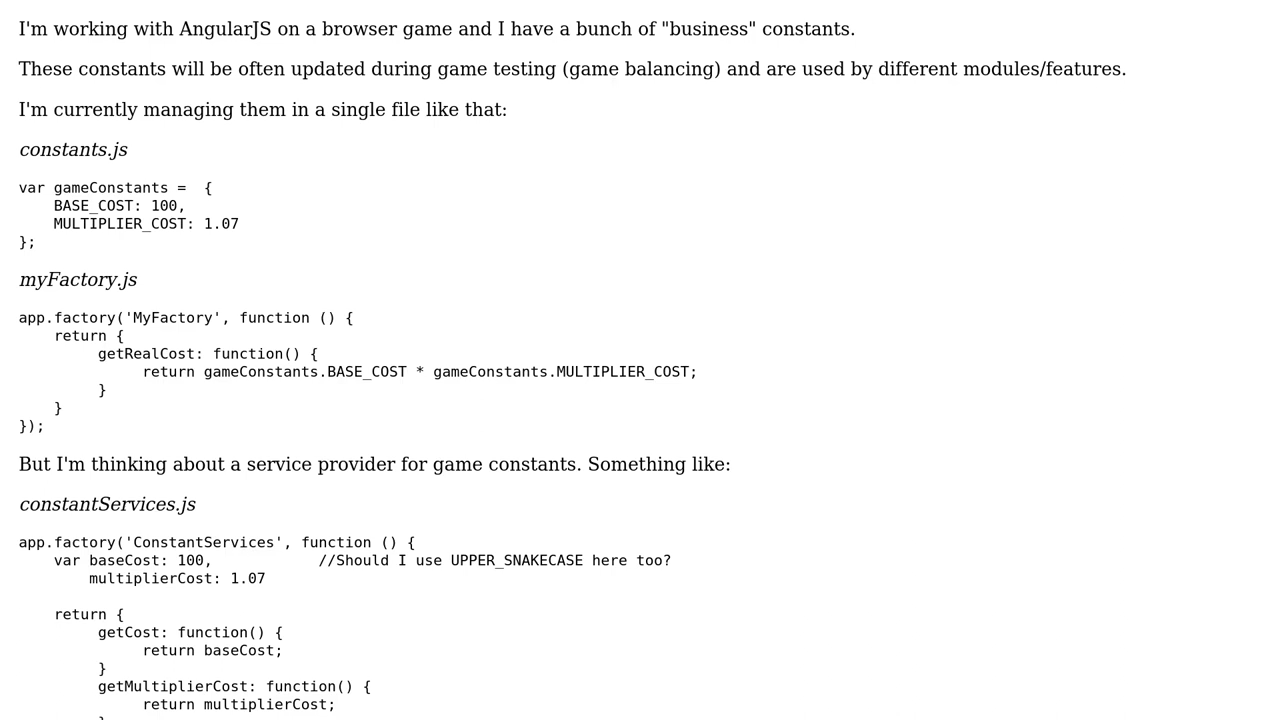 I'm working with AngularJS on a browser game and I have a bunch of "business" constants.
These constants will be often updated during game testing (game balancing) and are used by different modules/features.
I'm currently managing them in a single file like that:
constants.js
var gameConstants =  {
    BASE_COST: 100,
    MULTIPLIER_COST: 1.07
};
myFactory.js
app.factory('MyFactory', function () {
    return {
         getRealCost: function() {
              return gameConstants.BASE_COST * gameConstants.MULTIPLIER_COST;
         }
    }
});
But I'm thinking about a service provider for game constants. Something like:
constantServices.js
app.factory('ConstantServices', function () {
    var baseCost: 100,            //Should I use UPPER_SNAKECASE here too?
        multiplierCost: 1.07
    return {
         getCost: function() {
              return baseCost;
         }
         getMultiplierCost: function() {
              return multiplierCost;
         }